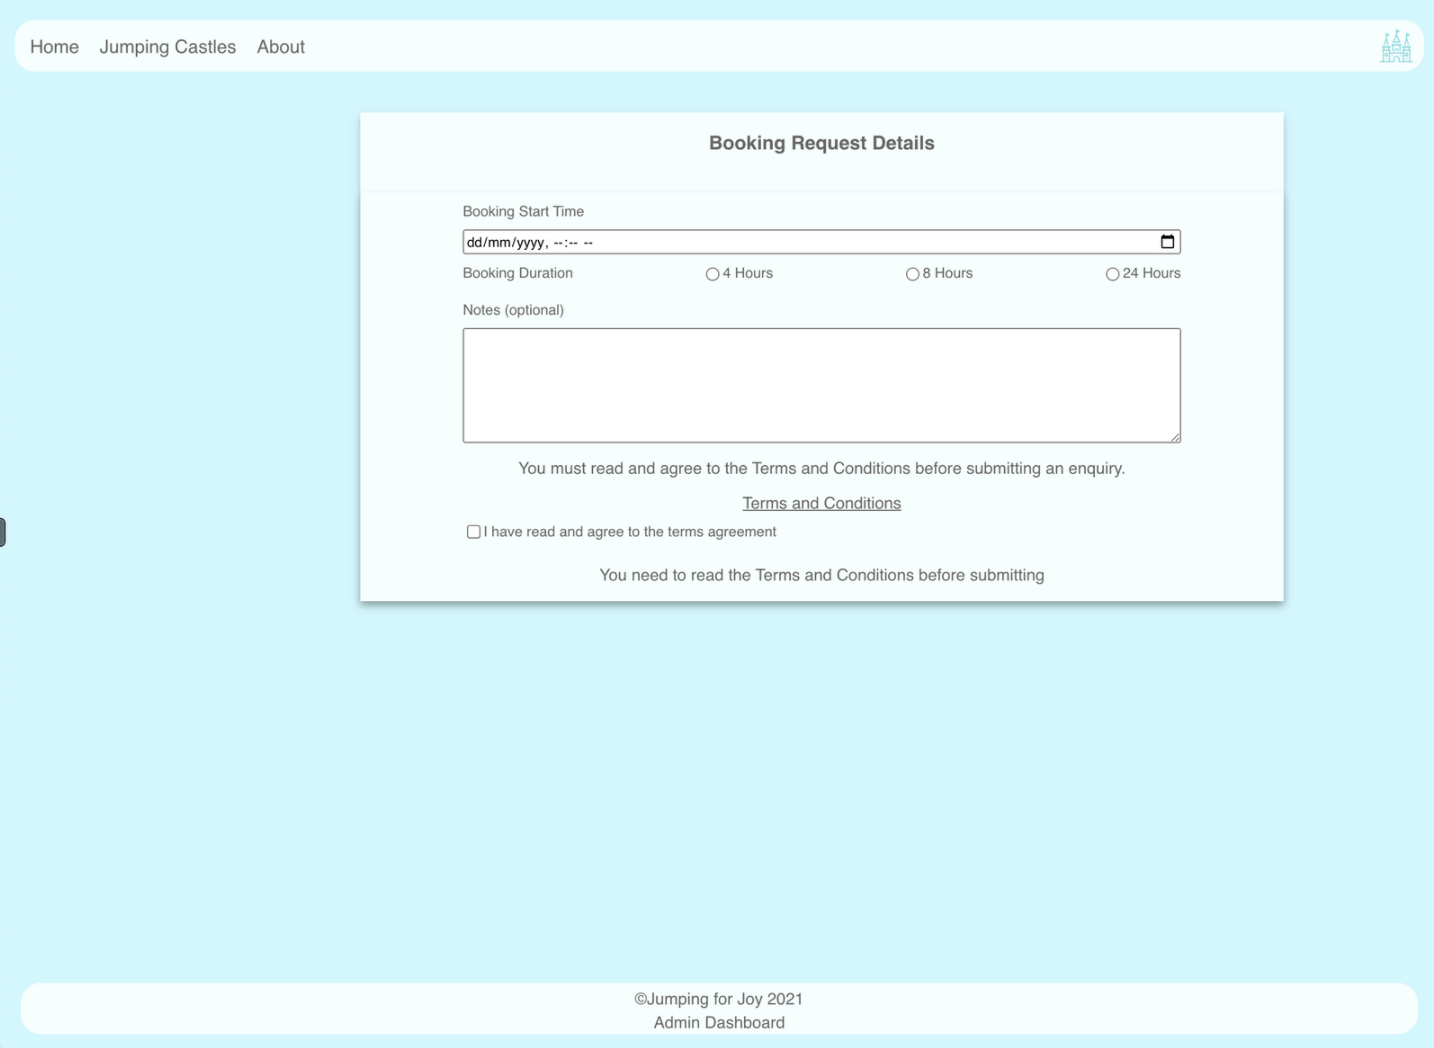 Home Jumping Castles About
Booking Request Details
Booking Start Time
dd/mm/yyyy, --:-- --
Booking Duration 4 Hours 8 Hours 24 Hours
Notes (optional)
You must read and agree to the Terms and Conditions before submitting an enquiry.
Terms and Conditions
I have read and agree to the terms agreement
You need to read the Terms and Conditions before submitting
©Jumping for Joy 2021
Admin Dashboard